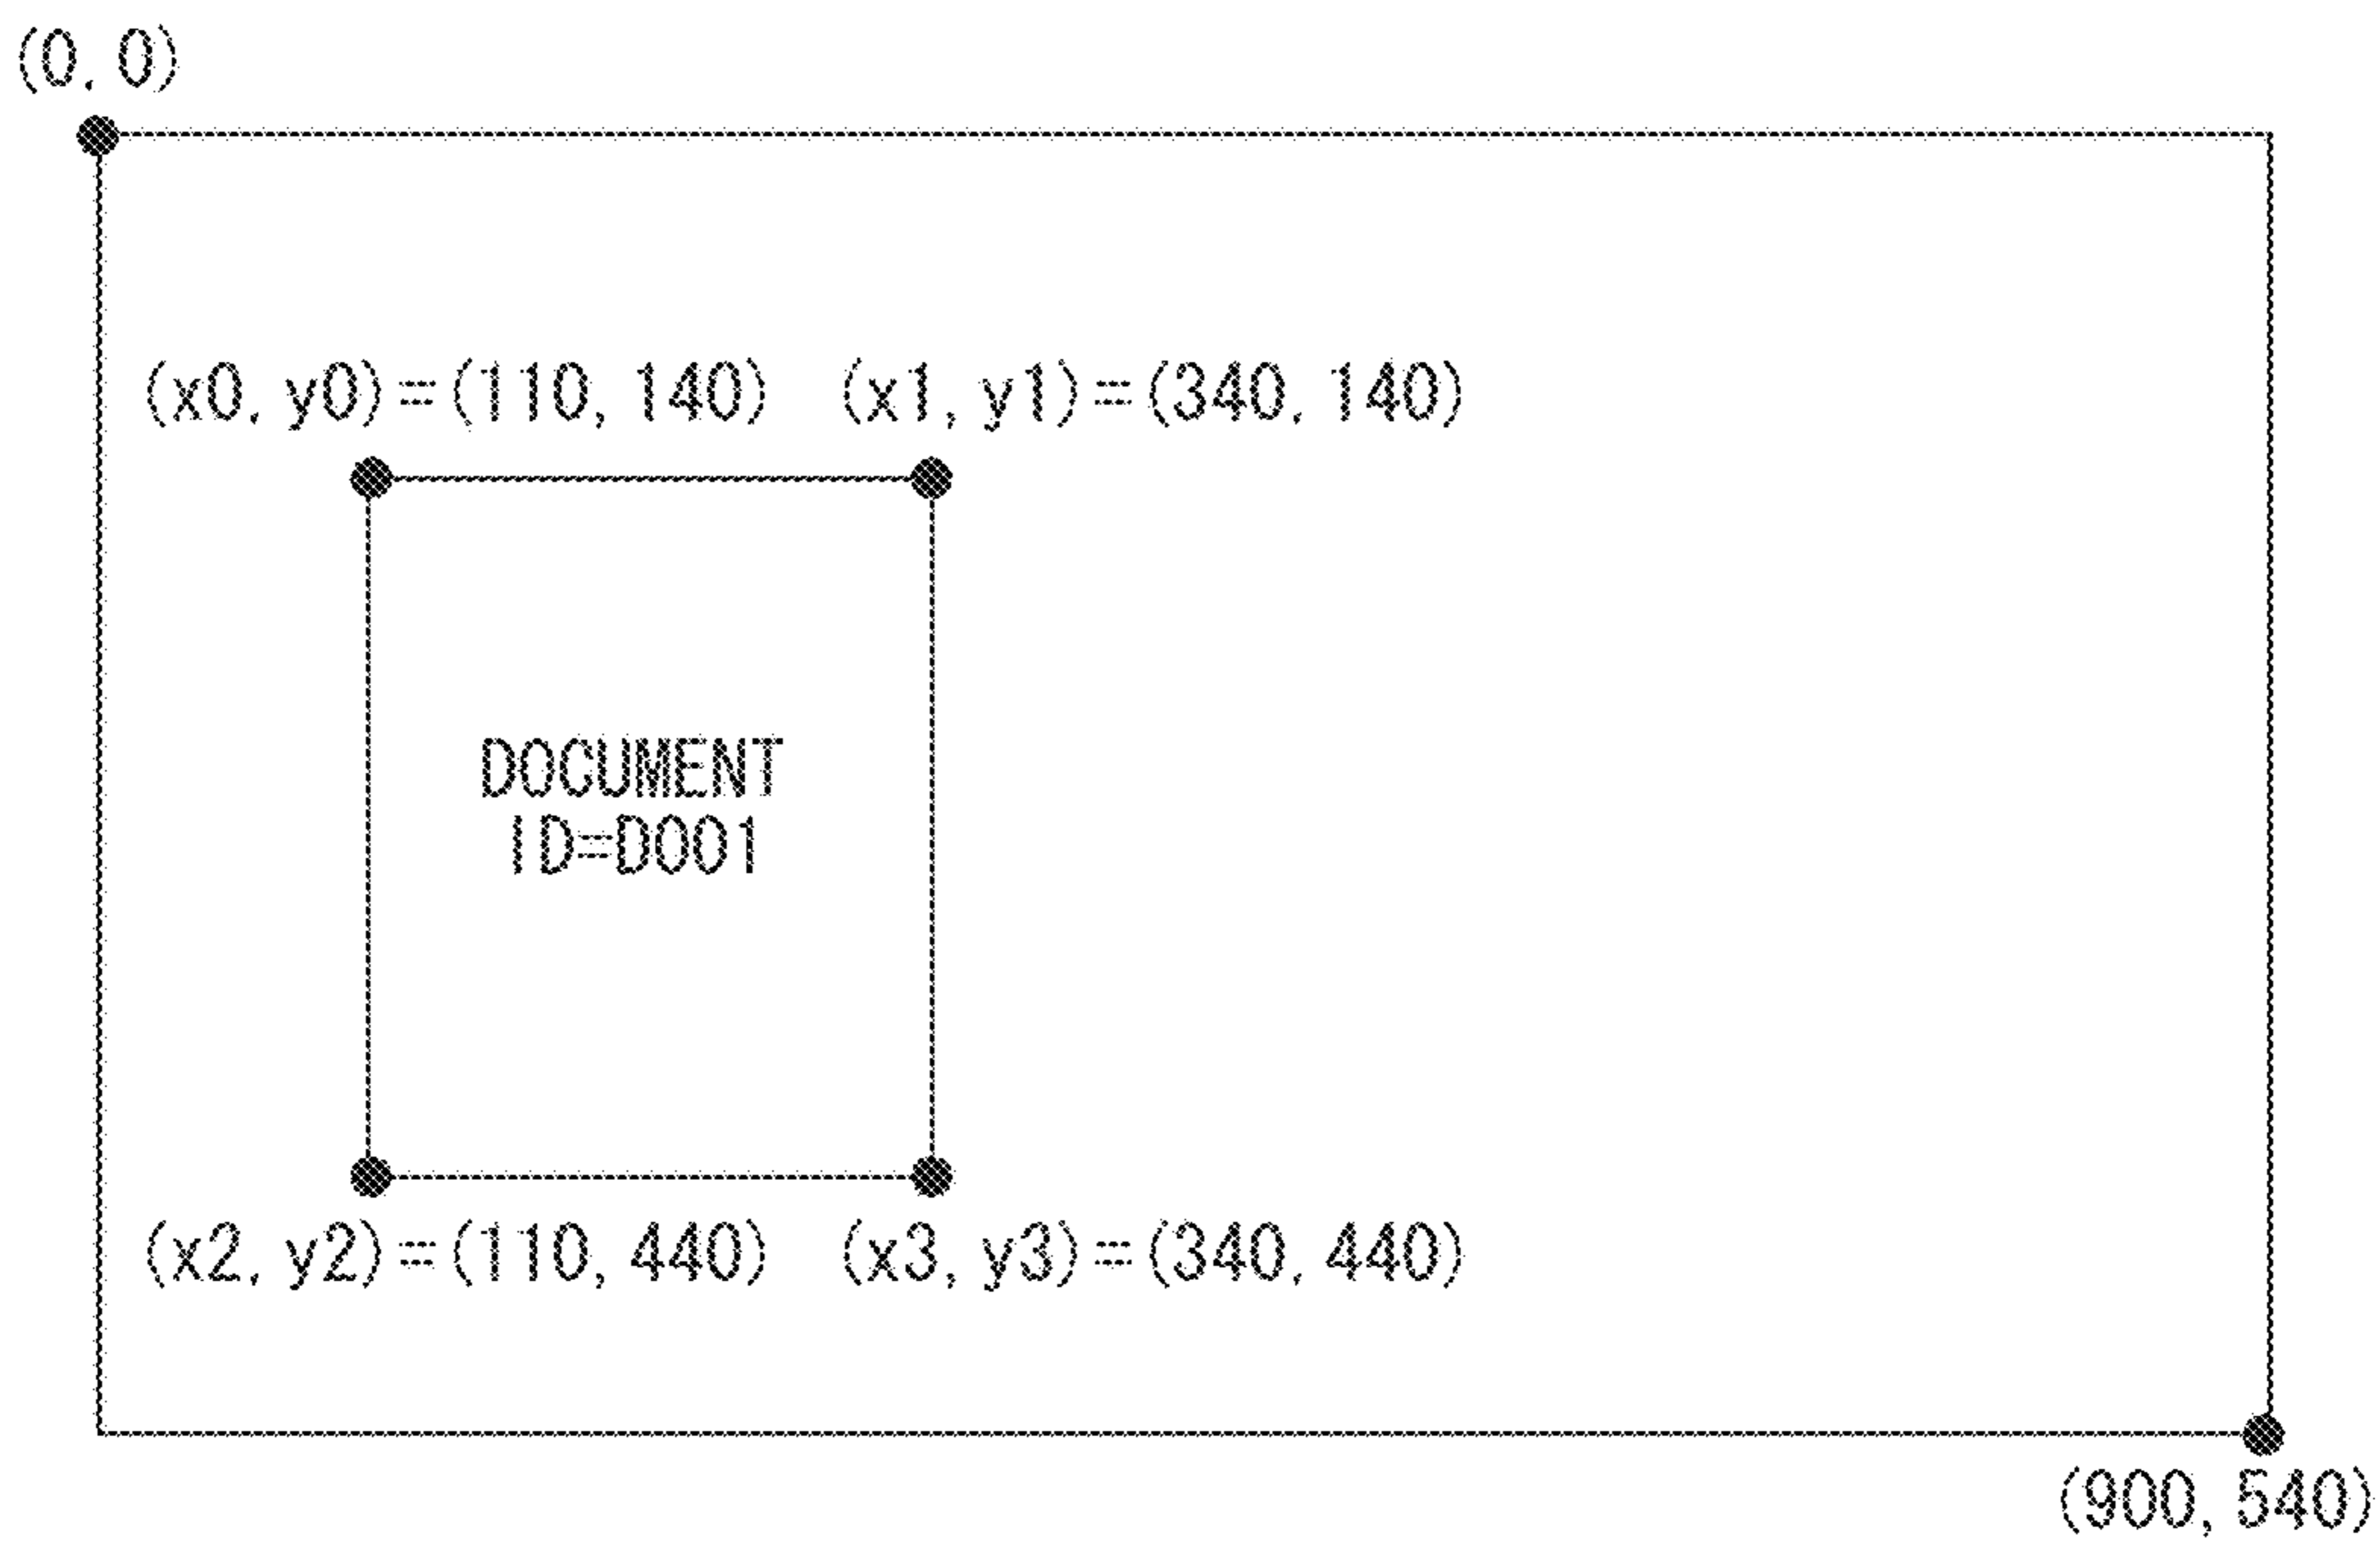 (0, 0)
(x0, y0)=(110, 140) (x1, y1)=(340, 140)
DOCUMENT
ID=D001
(x2, y2)=(110, 440) (x3, y3)=(340, 440)
(900, 540)